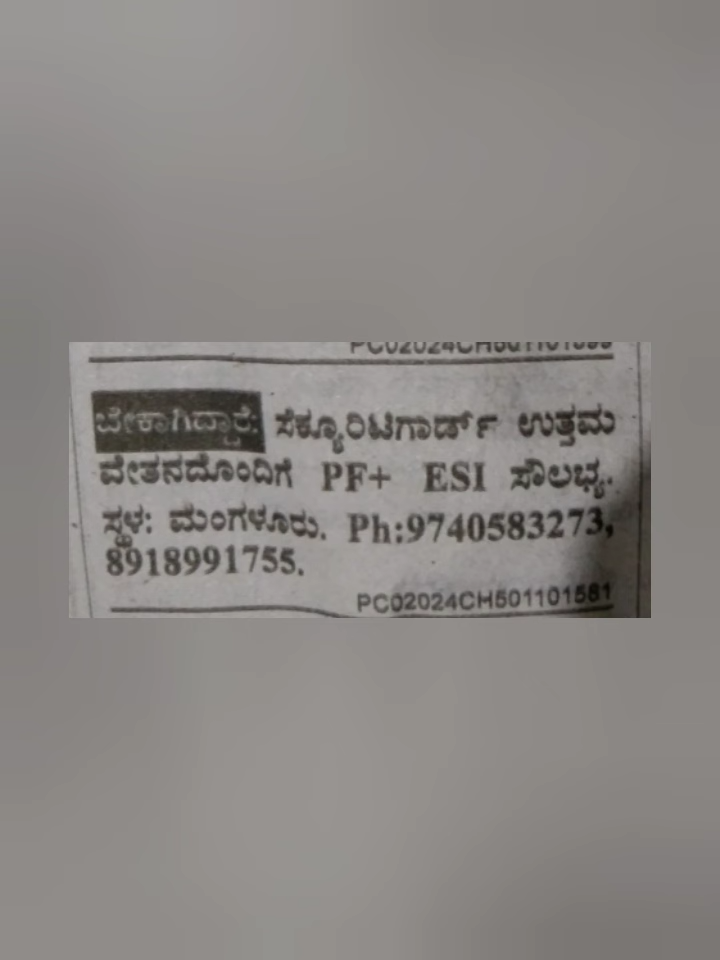 ಬೇಕಾಗಿದ್ದಾರೆ: ಸೆಕ್ಯೂರಿಟಿಗಾರ್ಡ್ ಉತ್ತಮ
ವೇತನದೊಂದಿಗೆ PF+ ESI ಸೌಲಭ್ಯ.
ಸ್ಥಳ: ಮಂಗಳೂರು. Ph:9740583273,
8918991755.
PC02024CH501101581